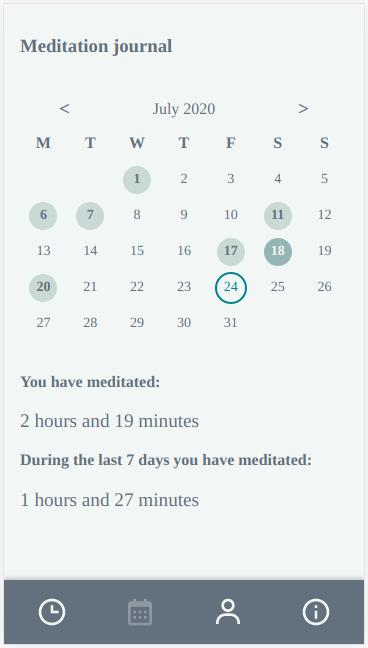 Meditation journal
< July 2020 >
M T W T F S S
1 2 3 4 5
6 7 8 9 10 11 12
13 14 15 16 17 18 19
20 21 22 23 24 25 26
27 28 29 30 31
You have meditated:
2 hours and 19 minutes
During the last 7 days you have meditated:
1 hours and 27 minutes